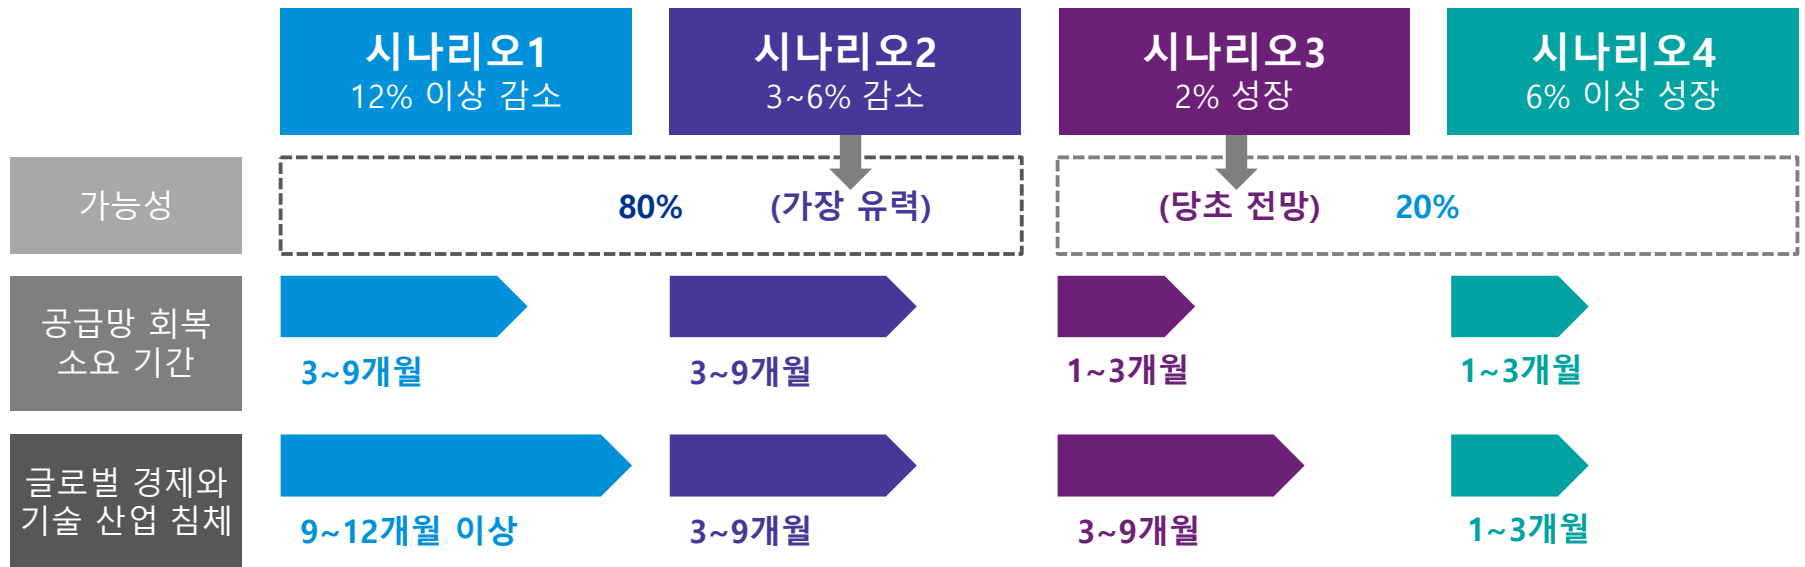 시나리오1
12% 이상 감소
시나리오2
3~6% 감소
시나리오3
2% 성장
시나리오4
6% 이상 성장
가능성
80%
(가장 유력)
(당초 전망)
20%
공급망 회복
소요 기간
3~9개월
3~9개월
1~3개월
1~3개월
글로벌 경제와
기술 산업 침체
9~12개월 이상
3~9개월
3~9개월
1~3개월